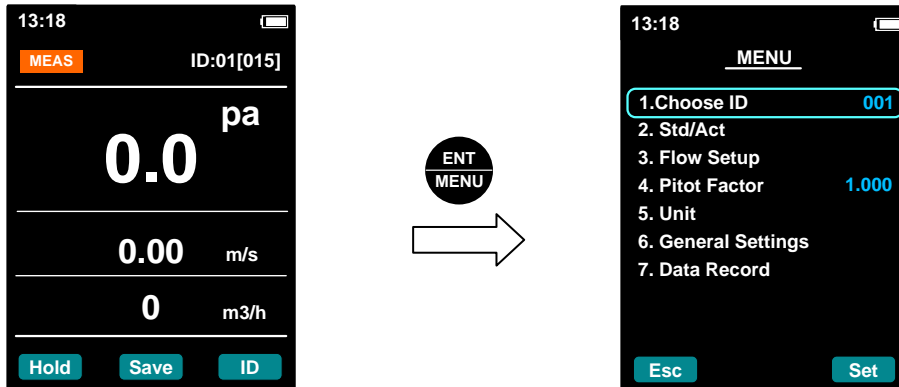 13:18
MEAS ID:01[015]
pa
0.0
0.00 m/s
0 m3/h
Hold Save ID
ENT
MENU
13:18
MENU
1.Choose ID 001
2. Std/Act
3. Flow Setup
4. Pitot Factor 1.000
5. Unit
6. General Settings
7. Data Record
Esc Set